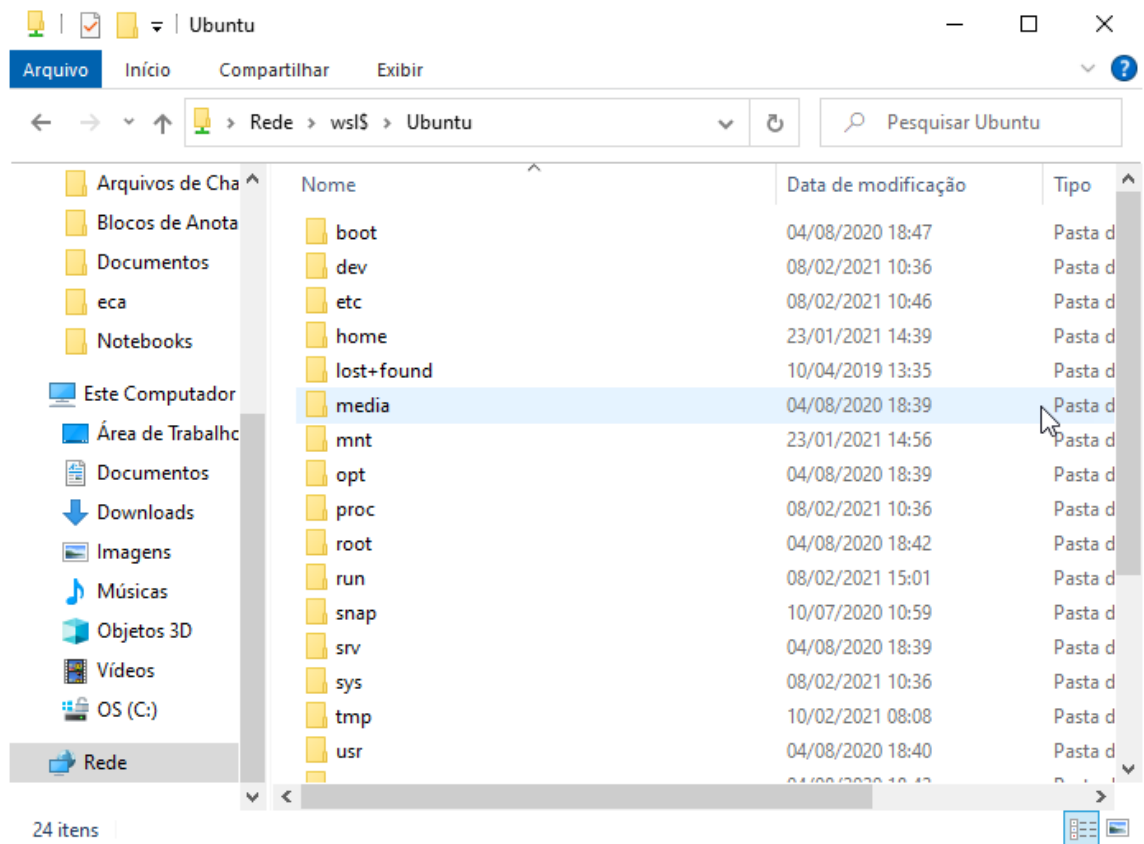 Ubuntu
Arquivo Início Compartilhar Exibir
Rede wsl$ Ubuntu Pesquisar Ubuntu
Arquivos de Cha
Blocos de Anota
Documentos
eca
Notebooks
Este Computador
Área de Trabalho
Documentos
Downloads
Imagens
Músicas
Objetos 3D
Vídeos
OS (C:)
Rede
Nome Data de modificação Tipo
boot 04/08/2020 18:47 Pasta d
dev 08/02/2021 10:36 Pasta d
etc 08/02/2021 10:46 Pasta d
home 23/01/2021 14:39 Pasta d
lost+found 10/04/2019 13:35 Pasta d
media 04/08/2020 18:39 Pasta d
mnt 23/01/2021 14:56 Pasta d
opt 04/08/2020 18:39 Pasta d
proc 08/02/2021 10:36 Pasta d
root 04/08/2020 18:42 Pasta d
run 08/02/2021 15:01 Pasta d
snap 10/07/2020 10:59 Pasta d
srv 04/08/2020 18:39 Pasta d
sys 08/02/2021 10:36 Pasta d
tmp 10/02/2021 08:08 Pasta d
usr 04/08/2020 18:40 Pasta d
24 itens